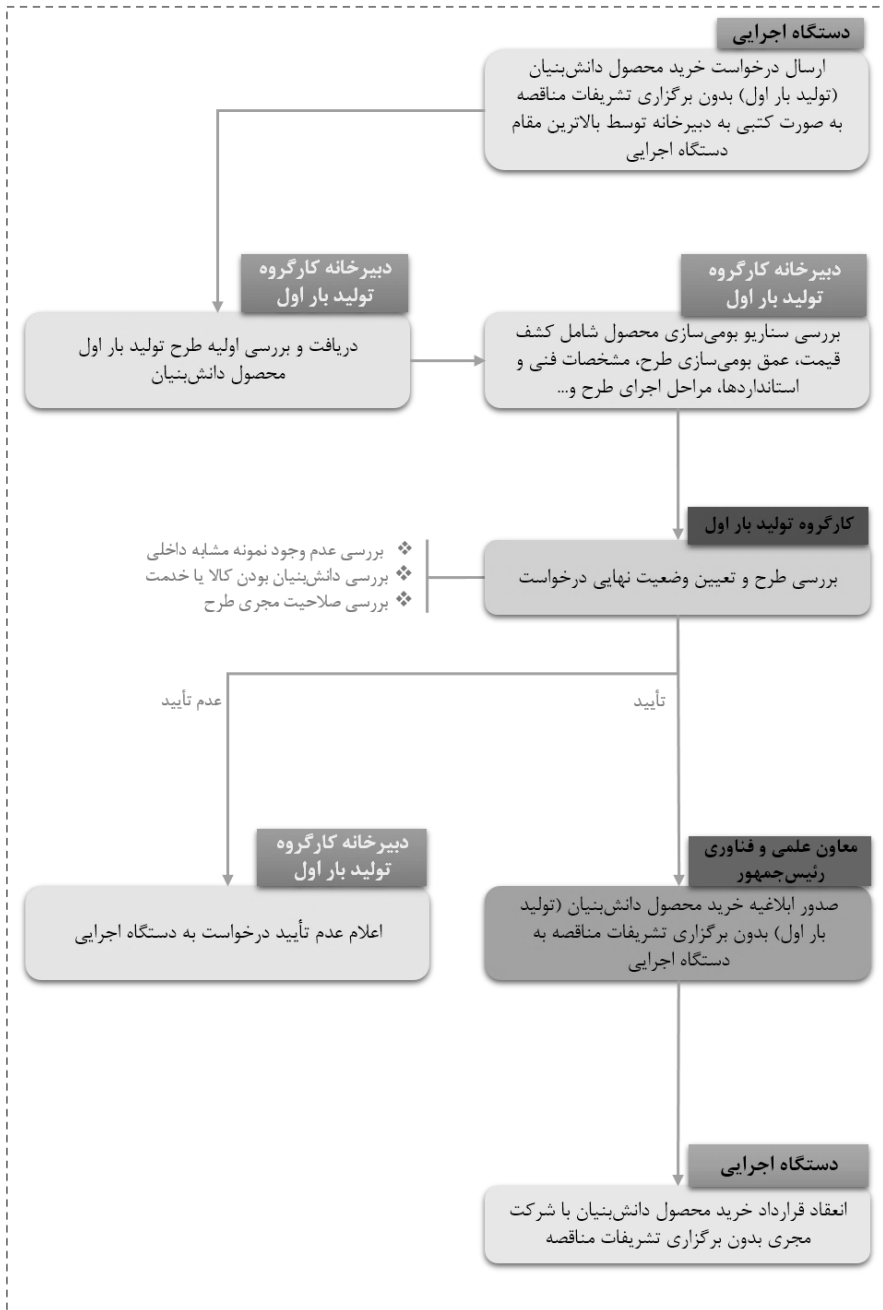 دستگاه اجرایی
ارسال درخواست خرید محصول دانش‌بنیان
(تولید بار اول) بدون برگزاری تشریفات مناقصه
به صورت کتبی به دبیرخانه توسط بالاترین مقام
دستگاه اجرایی
دبیرخانه کارگروه
تولید بار اول
دریافت و بررسی اولیه طرح تولید بار اول
محصول دانش‌بنیان
دبیرخانه کارگروه
تولید بار اول
بررسی سناریو بومی‌سازی محصول شامل کشف
قیمت، عمق بومی‌سازی طرح، مشخصات فنی و
استانداردها، مراحل اجرای طرح و...
کارگروه تولید بار اول
بررسی طرح و تعیین وضعیت نهایی درخواست
❖ بررسی عدم وجود نمونه مشابه داخلی
❖ بررسی دانش‌بنیان بودن کالا یا خدمت
❖ بررسی صلاحیت مجری طرح
تأیید
عدم تأیید
معاون علمی و فناوری
رئیس‌جمهور
صدور ابلاغیه خرید محصول دانش‌بنیان (تولید
بار اول) بدون برگزاری تشریفات مناقصه به
دستگاه اجرایی
دبیرخانه کارگروه
تولید بار اول
اعلام عدم تأیید درخواست به دستگاه اجرایی
دستگاه اجرایی
انعقاد قرارداد خرید محصول دانش‌بنیان با شرکت
مجری بدون برگزاری تشریفات مناقصه